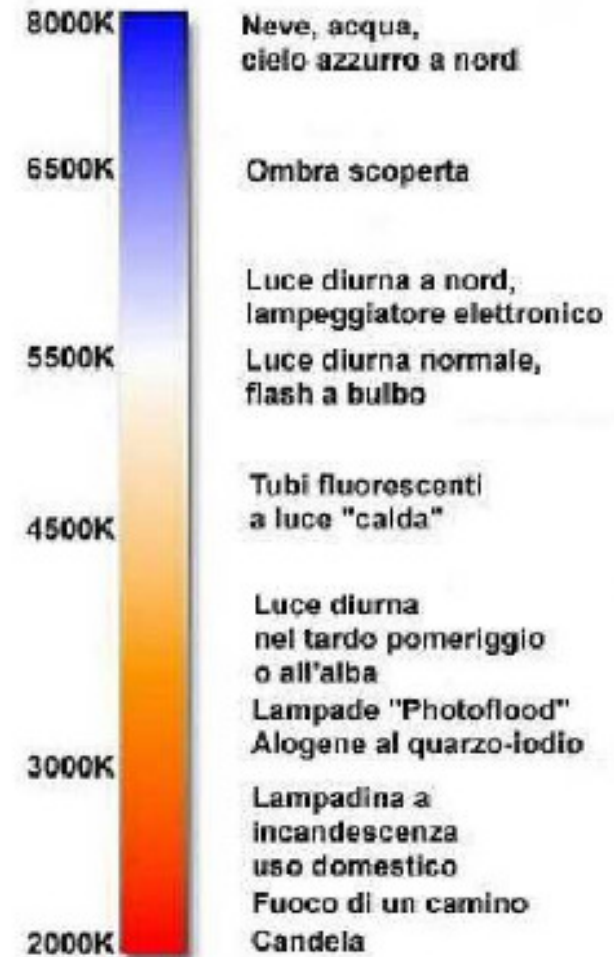 8000K Neve, acqua,
cielo azzurro a nord
6500K Ombra scoperta
Luce diurna a nord,
lampeggiatore elettronico
5500K Luce diurna normale,
flash a bulbo
Tubi fluorescenti
4500K a luce "calda"
Luce diurna
nel tardo pomeriggio
o all'alba
Lampade "Photoflood"
Alogene al quarzo-iodio
3000K
Lampadina a
incandescenza
uso domestico
Fuoco di un camino
2000K Candela